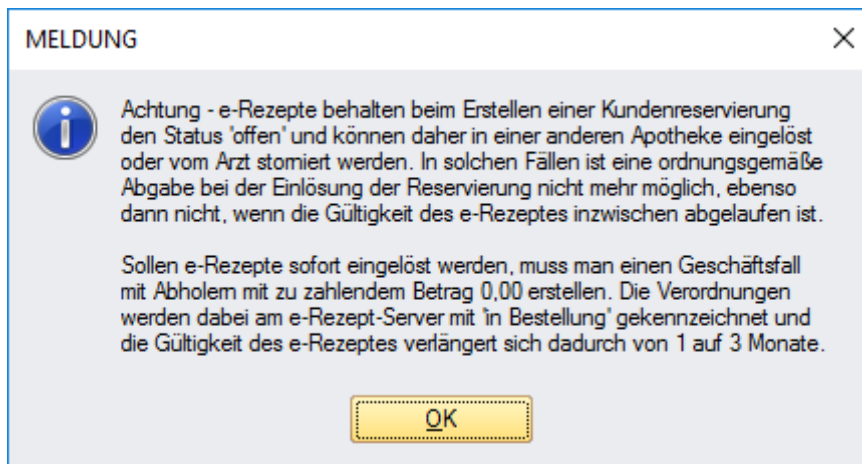 MELDUNG
Achtung - e-Rezepte behalten beim Erstellen einer Kundenreservierung
den Status 'offen' und können daher in einer anderen Apotheke eingelöst
oder vom Arzt storniert werden. In solchen Fällen ist eine ordnungsgemäße
Abgabe bei der Einlösung der Reservierung nicht mehr möglich, ebenso
dann nicht, wenn die Gültigkeit des e-Rezeptes inzwischen abgelaufen ist.
Sollen e-Rezepte sofort eingelöst werden, muss man einen Geschäftsfall
mit Abholern mit zu zahlendem Betrag 0,00 erstellen. Die Verordnungen
werden dabei am e-Rezept-Server mit 'in Bestellung' gekennzeichnet und
die Gültigkeit des e-Rezeptes verlängert sich dadurch von 1 auf 3 Monate.
OK